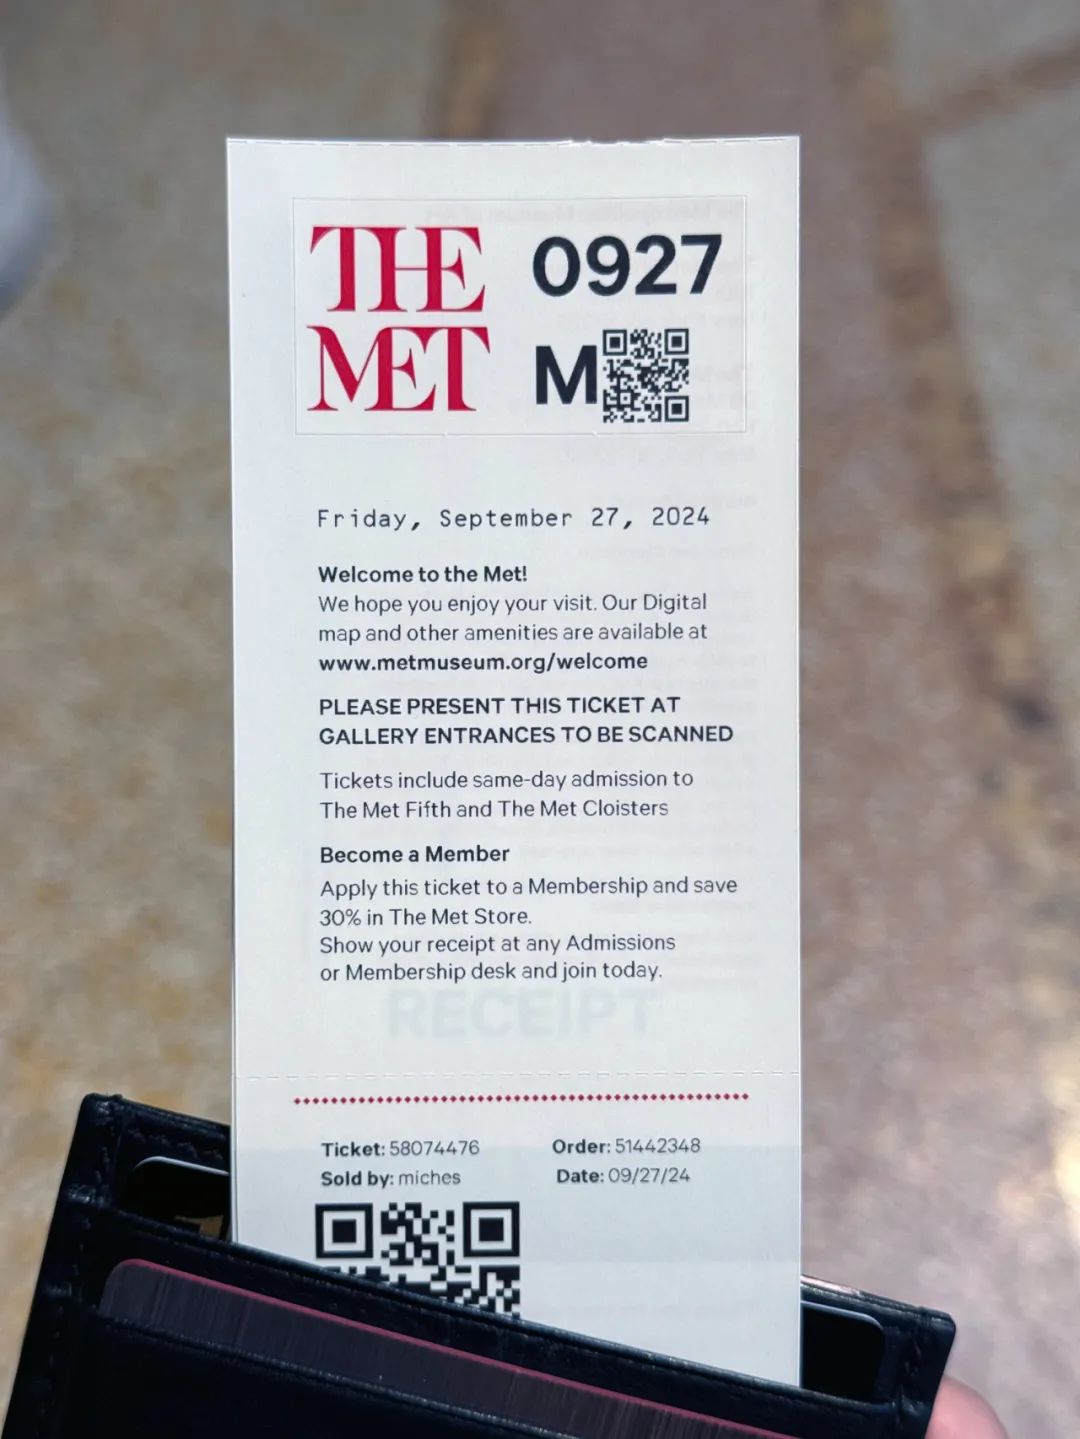 THE
MET
0927
M
Friday, September 27, 2024
Welcome to the Met!
We hope you enjoy your visit. Our Digital
map and other amenities are available at
www.metmuseum.org/welcome
PLEASE PRESENT THIS TICKET AT
GALLERY ENTRANCES TO BE SCANNED
Tickets include same-day admission to
The Met Fifth and The Met Cloisters
Become a Member
Apply this ticket to a Membership and save
30% in The Met Store.
Show your receipt at any Admissions
or Membership desk and join today.
RECEIPT
Ticket: 58074476
Order: 51442348
Sold by: miches
Date: 09/27/24